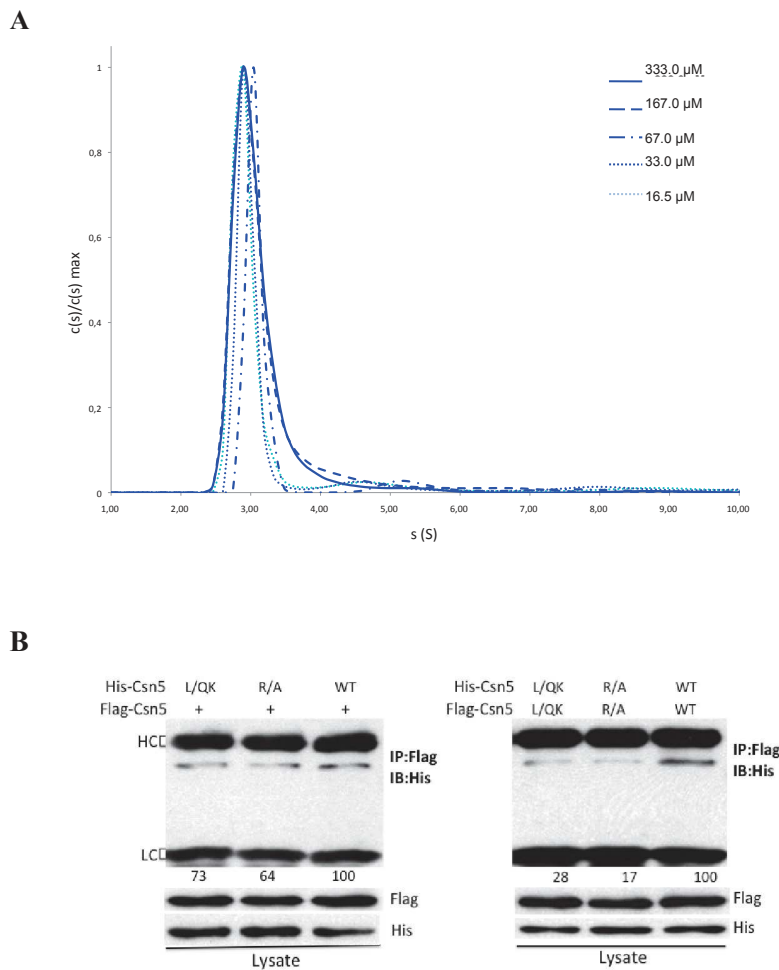 A
333.0 µM
167.0 µM
67.0 µM
33.0 µM
16.5 µM
c(s)/c(s) max
1
0,8
0,6
0,4
0,2
0
1,00 2,00 3,00 4,00 5,00 6,00 7,00 8,00 9,00 10,00
s (S)
B
His-Csn5 L/QK R/A WT
Flag-Csn5 + + +
HC
IP:Flag
IB:His
LC
73 64 100
Flag
His
Lysate
His-Csn5 L/QK R/A WT
Flag-Csn5 L/QK R/A WT
IP:Flag
IB:His
28 17 100
Flag
His
Lysate